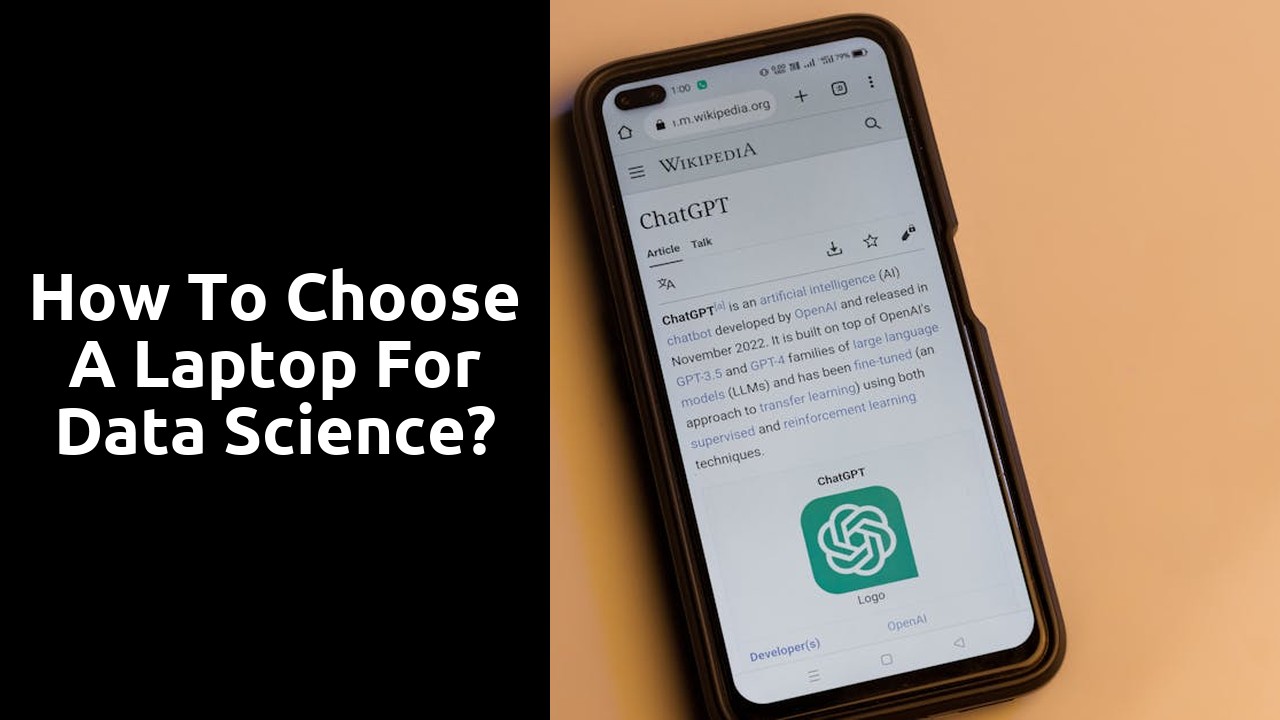 How To Choose
A Laptop For
Data Science?
1:00
79%
m.wikipedia.org
WIKIPEDIA
ChatGPT
Article Talk
ChatGPT[a] is an artificial intelligence (AI)
chatbot developed by OpenAI and released in
November 2022. It is built on top of OpenAI's
GPT-3.5 and GPT-4 families of large language
models (LLMs) and has been fine-tuned (an
approach to transfer learning) using both
supervised and reinforcement learning
techniques.
ChatGPT
Logo
Developer(s) OpenAI